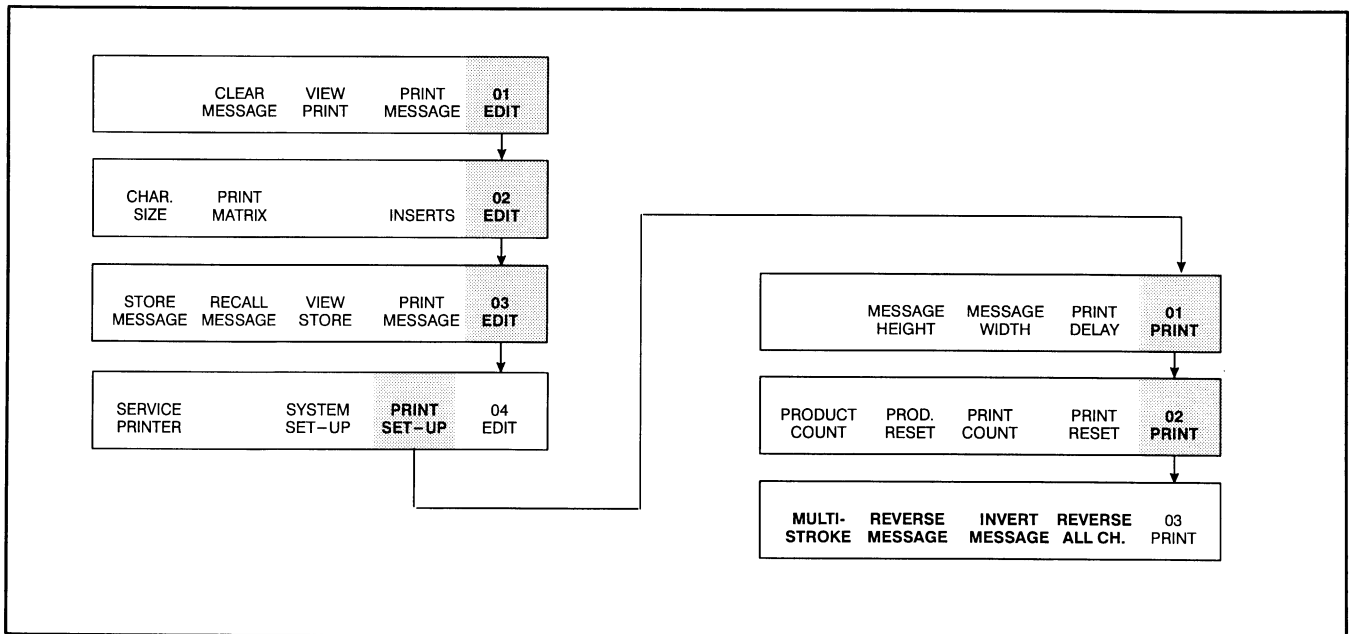 CLEAR VIEW PRINT 01
MESSAGE PRINT MESSAGE EDIT
CHAR. PRINT 02
SIZE MATRIX INSERTS EDIT
STORE RECALL VIEW PRINT 03
MESSAGE MESSAGE STORE MESSAGE EDIT
SERVICE SYSTEM PRINT 04
PRINTER SET–UP SET–UP EDIT
MESSAGE MESSAGE PRINT 01
HEIGHT WIDTH DELAY PRINT
PRODUCT PROD. PRINT PRINT 02
COUNT RESET COUNT RESET PRINT
MULTI- REVERSE INVERT REVERSE 03
STROKE MESSAGE MESSAGE ALL CH. PRINT